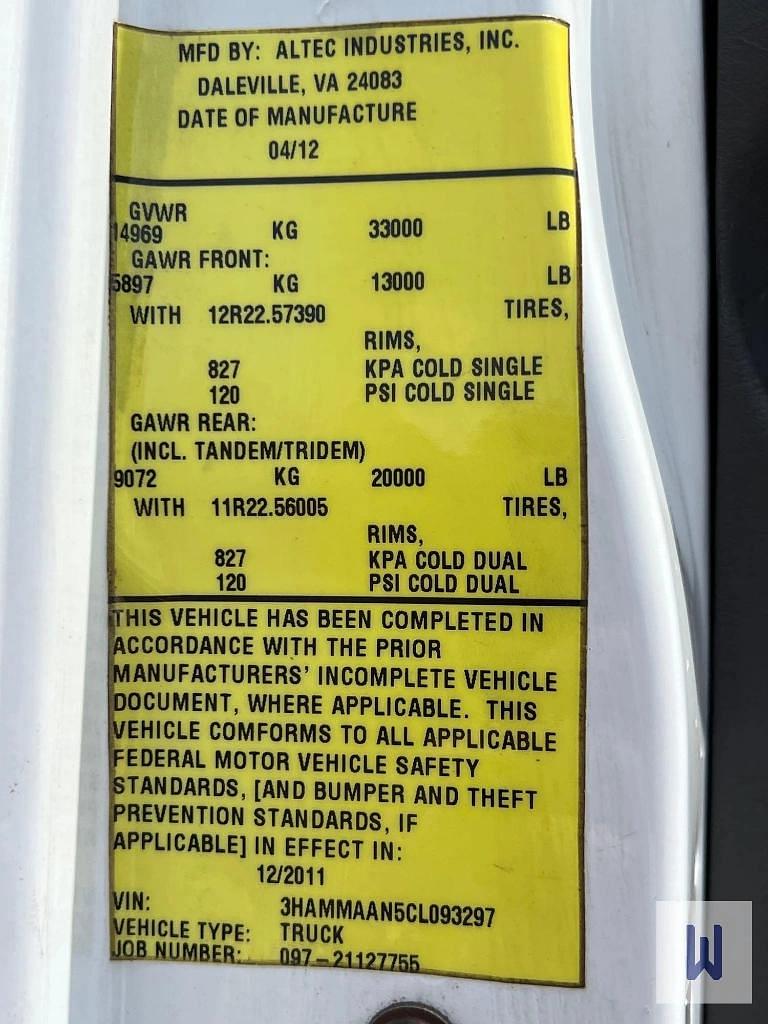 MFD BY: ALTEC INDUSTRIES, INC.
DALEVILLE, VA 24083
DATE OF MANUFACTURE
04/12
GVWR
14969 KG 33000 LB
GAWR FRONT:
5897 KG 13000 LB
WITH 12R22.57390 TIRES,
RIMS,
827 KPA COLD SINGLE
120 PSI COLD SINGLE
GAWR REAR:
(INCL. TANDEM/TRIDEM)
9072 KG 20000 LB
WITH 11R22.56005 TIRES,
RIMS,
827 KPA COLD DUAL
120 PSI COLD DUAL
THIS VEHICLE HAS BEEN COMPLETED IN
ACCORDANCE WITH THE PRIOR
MANUFACTURERS' INCOMPLETE VEHICLE
DOCUMENT, WHERE APPLICABLE. THIS
VEHICLE COMFORMS TO ALL APPLICABLE
FEDERAL MOTOR VEHICLE SAFETY
STANDARDS, [AND BUMPER AND THEFT
PREVENTION STANDARDS, IF
APPLICABLE] IN EFFECT IN:
12/2011
VIN: 3HAMMAAN5CL093297
VEHICLE TYPE: TRUCK
JOB NUMBER: 097-21127755
W